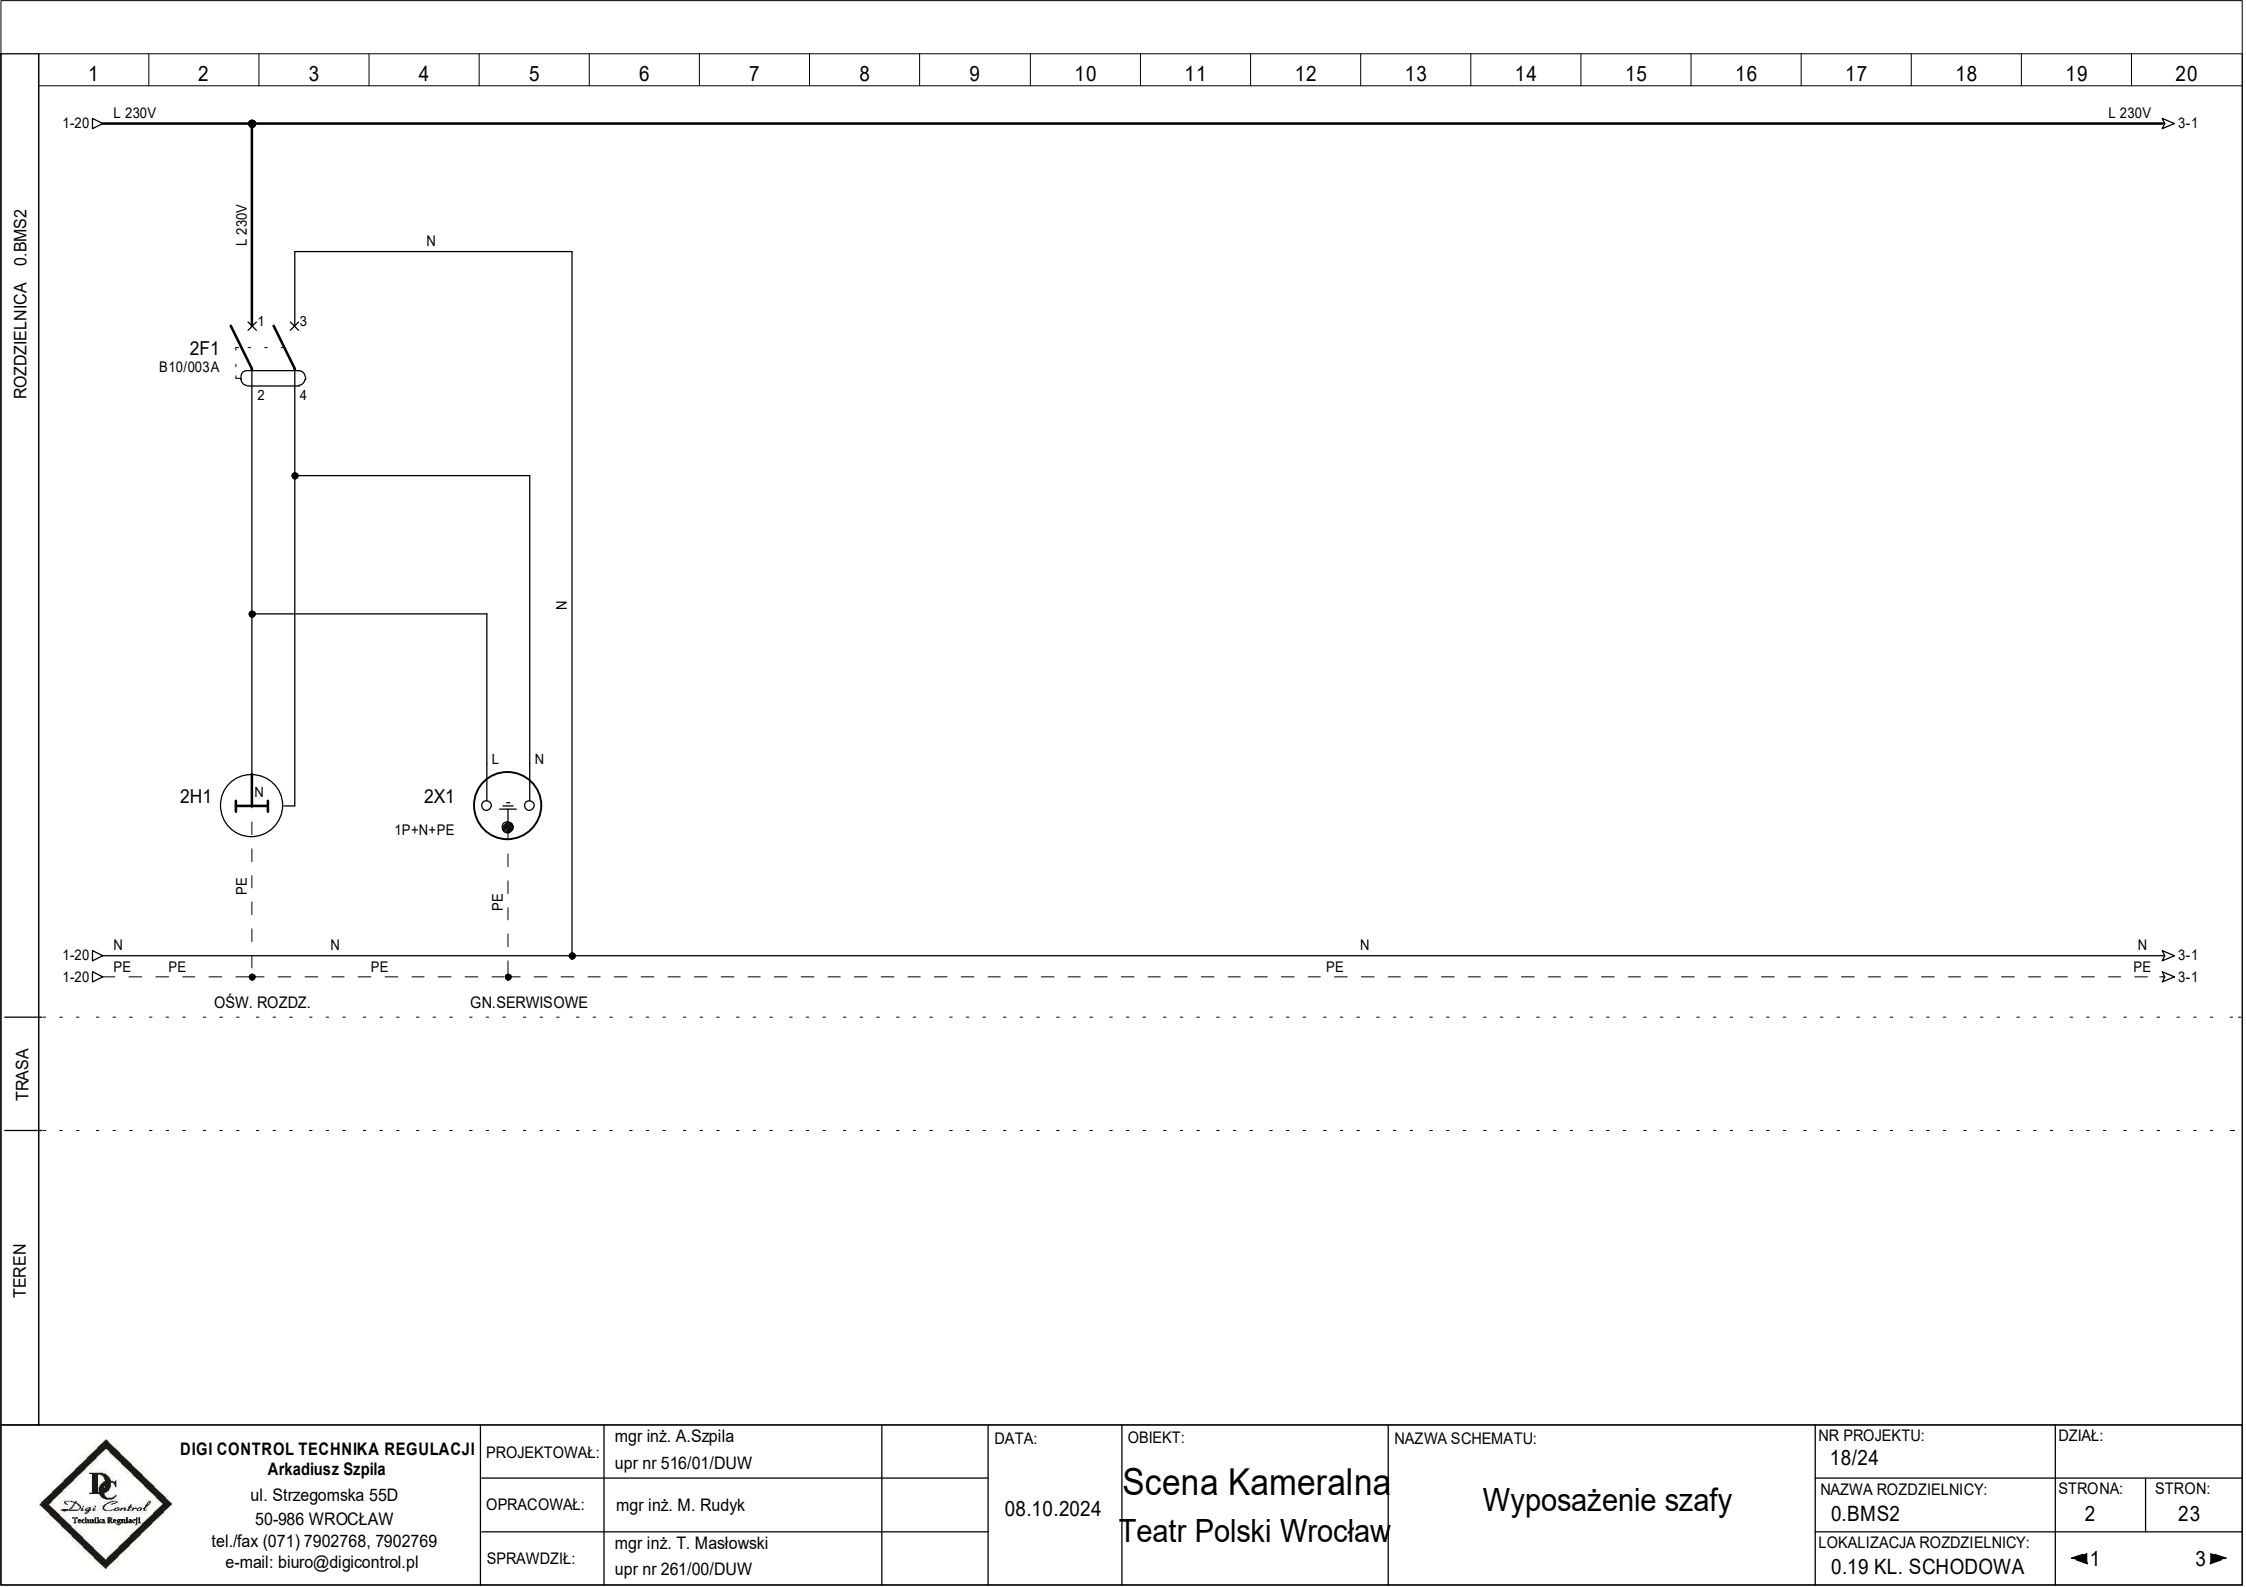 1 2 3 4 5 6 7 8 9 10 11 12 13 14 15 16 17 18 19 20
1-20 L 230V L 230V 3-1
ROZDZIELNICA 0.BMS2
L 230V
N
1 3
2F1
B10/003A
2 4
N
L N
2H1 N 2X1
1P+N+PE
PE PE
1-20 N N N N 3-1
1-20 PE PE PE PE PE 3-1
OŚW. ROZDZ. GN.SERWISOWE
TRASA
TEREN
DC
Digi Control
Technika Regulacji
DIGI CONTROL TECHNIKA REGULACJI
Arkadiusz Szpila
ul. Strzegomska 55D
50-986 WROCŁAW
tel./fax (071) 7902768, 7902769
e-mail: biuro@digicontrol.pl
PROJEKTOWAŁ:
mgr inż. A.Szpila
upr nr 516/01/DUW
OPRACOWAŁ:
mgr inż. M. Rudyk
SPRAWDZIŁ:
mgr inż. T. Masłowski
upr nr 261/00/DUW
DATA:
08.10.2024
OBIEKT:
Scena Kameralna
Teatr Polski Wrocław
NAZWA SCHEMATU:
Wyposażenie szafy
NR PROJEKTU:
18/24
DZIAŁ:
NAZWA ROZDZIELNICY:
0.BMS2
STRONA:
2
STRON:
23
LOKALIZACJA ROZDZIELNICY:
0.19 KL. SCHODOWA
1 3